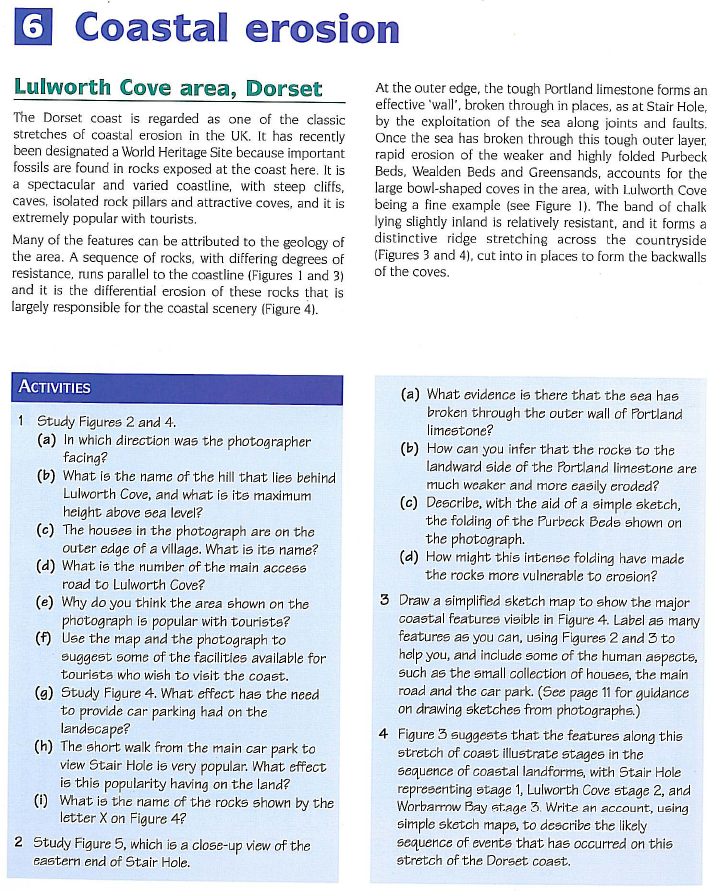 6 Coastal erosion
Lulworth Cove area, Dorset
The Dorset coast is regarded as one of the classic
stretches of coastal erosion in the UK. It has recently
been designated a World Heritage Site because important
fossils are found in rocks exposed at the coast here. It is
a spectacular and varied coastline, with steep cliffs,
caves, isolated rock pillars and attractive coves, and it is
extremely popular with tourists.
Many of the features can be attributed to the geology of
the area. A sequence of rocks, with differing degrees of
resistance, runs parallel to the coastline (Figures 1 and 3)
and it is the differential erosion of these rocks that is
largely responsible for the coastal scenery (Figure 4).
At the outer edge, the tough Portland limestone forms an
effective 'wall', broken through in places, as at Stair Hole,
by the exploitation of the sea along joints and faults.
Once the sea has broken through this tough outer layer,
rapid erosion of the weaker and highly folded Purbeck
Beds, Wealden Beds and Greensands, accounts for the
large bowl-shaped coves in the area, with Lulworth Cove
being a fine example (see Figure 1). The band of chalk
lying slightly inland is relatively resistant, and it forms a
distinctive ridge stretching across the countryside
(Figures 3 and 4), cut into in places to form the backwalls
of the coves.
ACTIVITIES
1 Study Figures 2 and 4.
(a) In which direction was the photographer
facing?
(b) What is the name of the hill that lies behind
Lulworth Cove, and what is its maximum
height above sea level?
(c) The houses in the photograph are on the
outer edge of a village. What is its name?
(d) What is the number of the main access
road to Lulworth Cove?
(e) Why do you think the area shown on the
photograph is popular with tourists?
(f) Use the map and the photograph to
suggest some of the facilities available for
tourists who wish to visit the coast.
(g) Study Figure 4. What effect has the need
to provide car parking had on the
landscape?
(h) The short walk from the main car park to
view Stair Hole is very popular. What effect
is this popularity having on the land?
(i) What is the name of the rocks shown by the
letter X on Figure 4?
2 Study Figure 5, which is a close-up view of the
eastern end of Stair Hole.
(a) What evidence is there that the sea has
broken through the outer wall of Portland
limestone?
(b) How can you infer that the rocks to the
landward side of the Portland limestone are
much weaker and more easily eroded?
(c) Describe, with the aid of a simple sketch,
the folding of the Purbeck Beds shown on
the photograph.
(d) How might this intense folding have made
the rocks more vulnerable to erosion?
3 Draw a simplified sketch map to show the major
coastal features visible in Figure 4. Label as many
features as you can, using Figures 2 and 3 to
help you, and include some of the human aspects,
such as the small collection of houses, the main
road and the car park. (See page 11 for guidance
on drawing sketches from photographs.)
4 Figure 3 suggests that the features along this
stretch of coast illustrate stages in the
sequence of coastal landforms, with Stair Hole
representing stage 1, Lulworth Cove stage 2, and
Worbarrow Bay stage 3. Write an account, using
simple sketch maps, to describe the likely
sequence of events that has occurred on this
stretch of the Dorset coast.